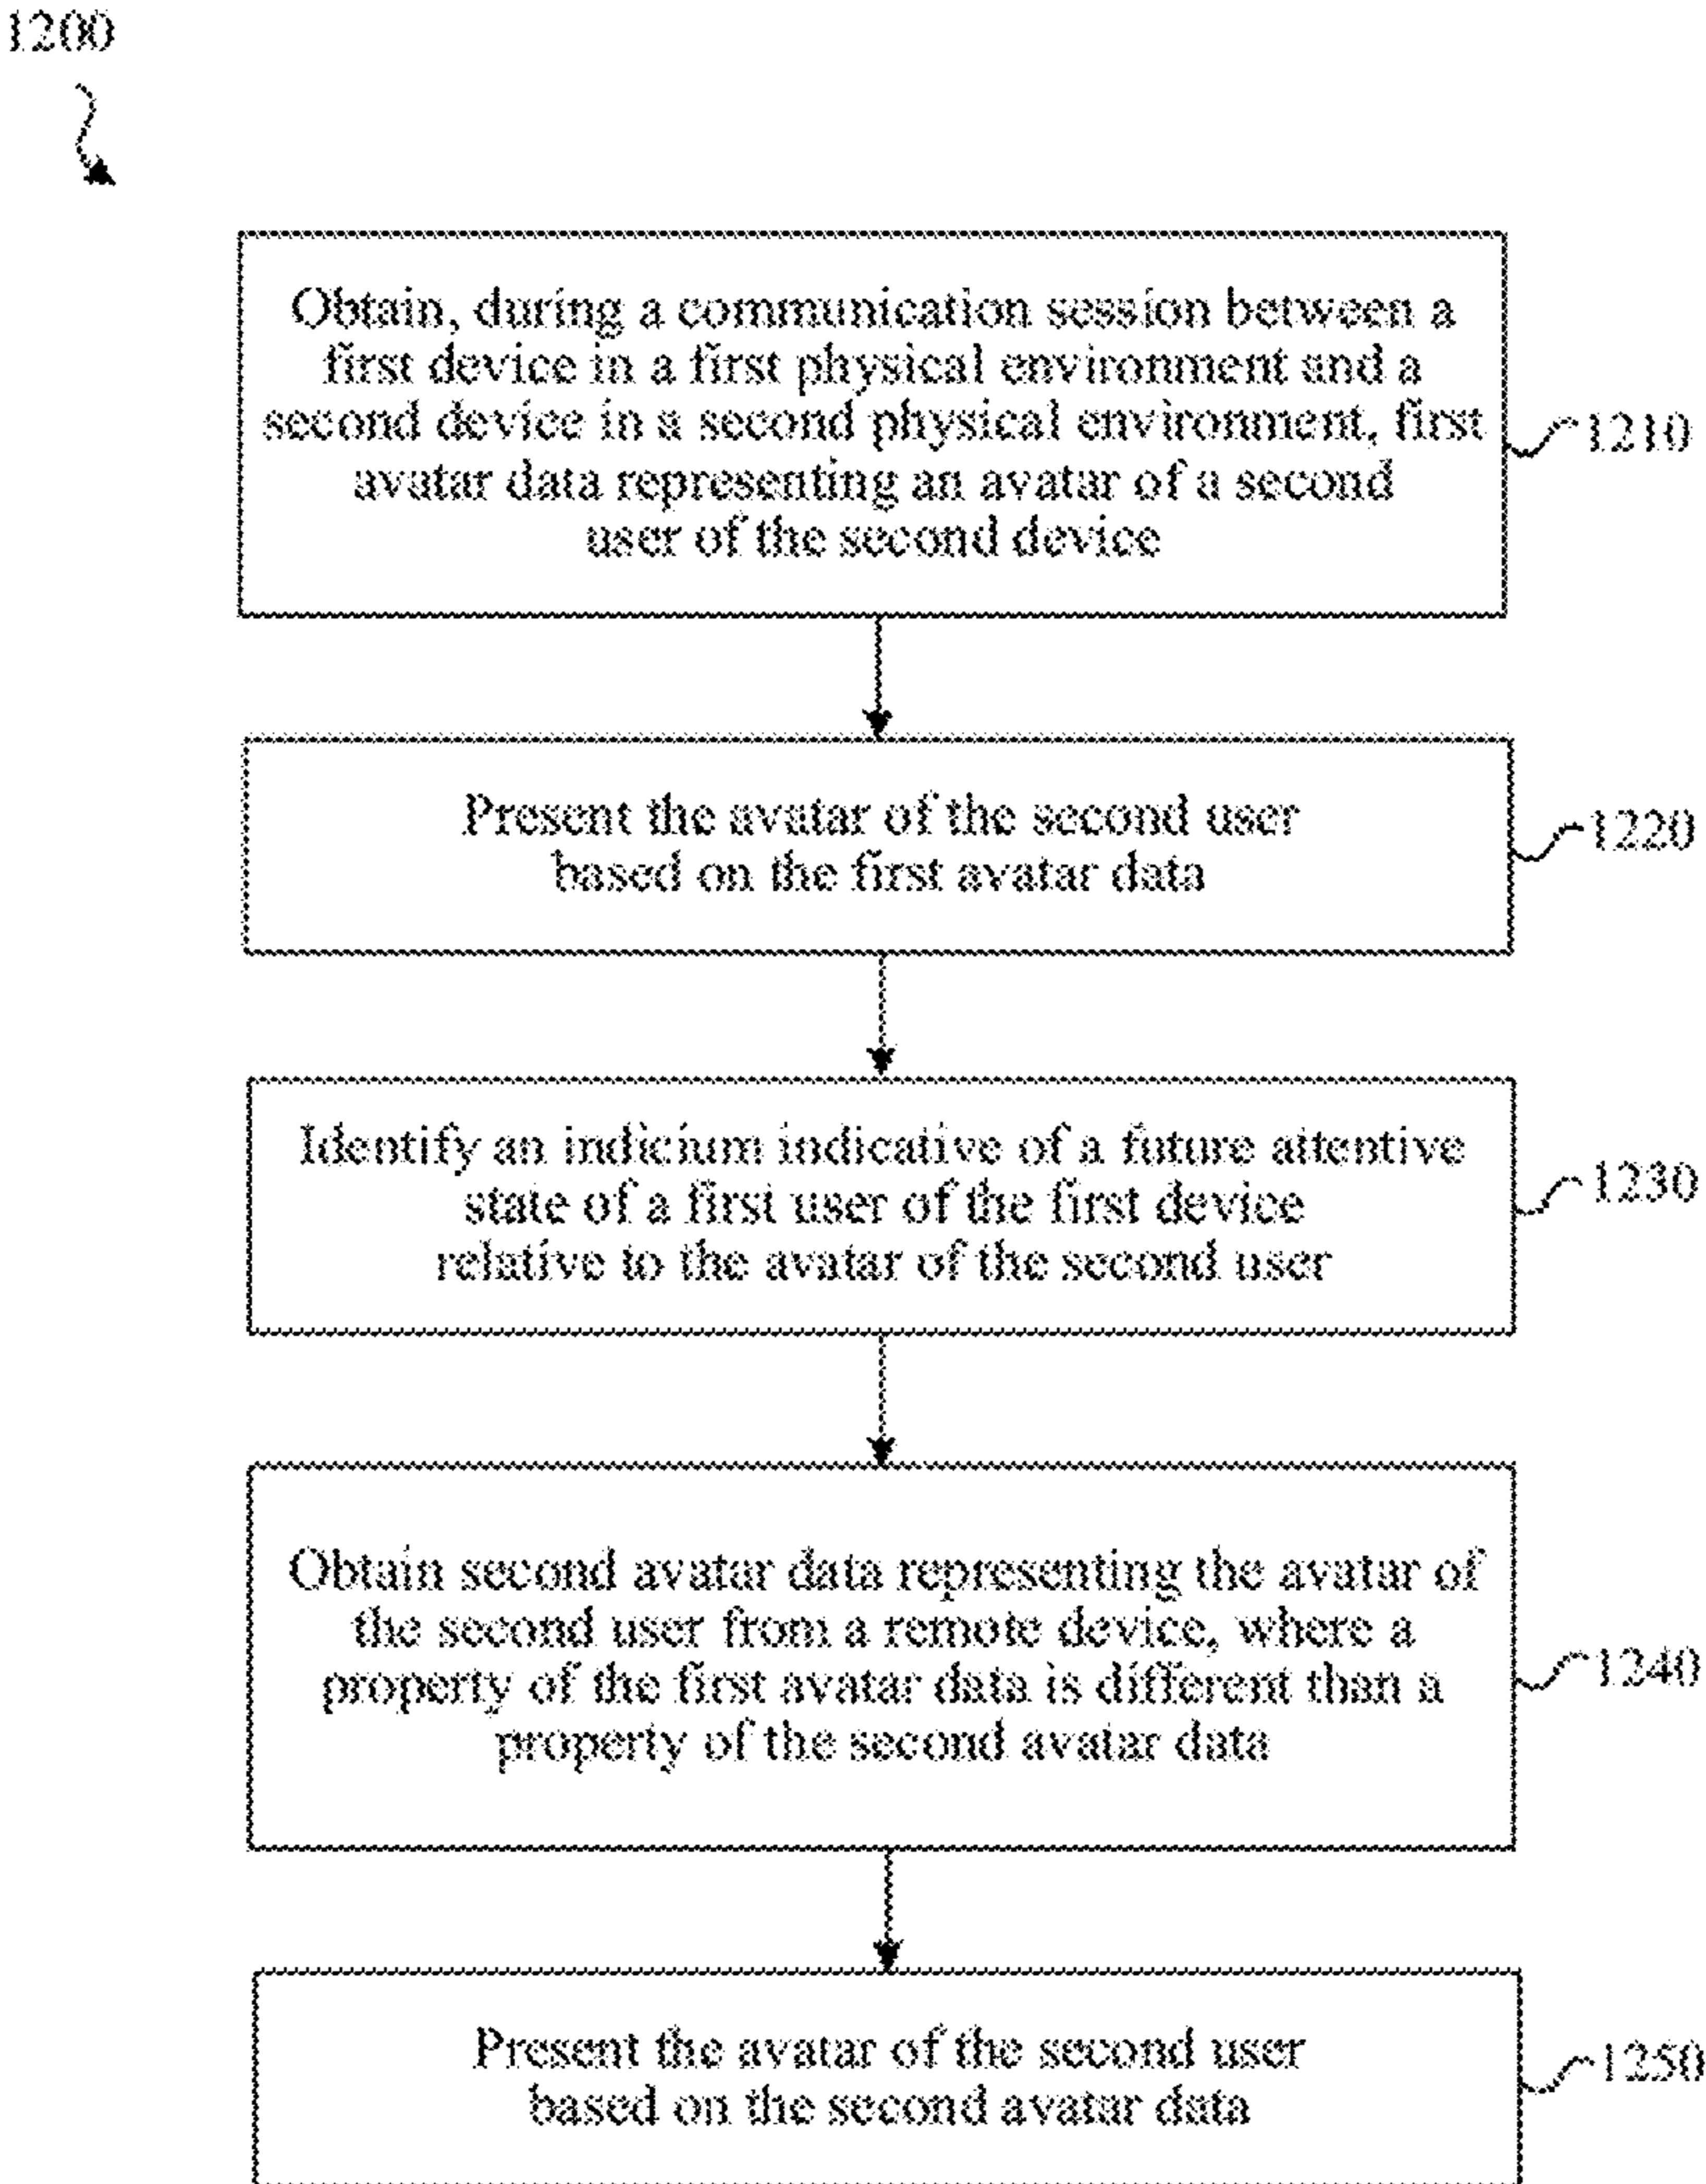 1200
Obtain, during a communication session between a
first device in a first physical environment and a
second device in a second physical environment, first
avatar data representing an avatar of a second
user of the second device
1210
Present the avatar of the second user
based on the first avatar data
1220
Identify an indicium indicative of a future attentive
state of a first user of the first device
relative to the avatar of the second user
1230
Obtain second avatar data representing the avatar of
the second user from a remote device, where a
property of the first avatar data is different than a
property of the second avatar data
1240
Present the avatar of the second user
based on the second avatar data
1250